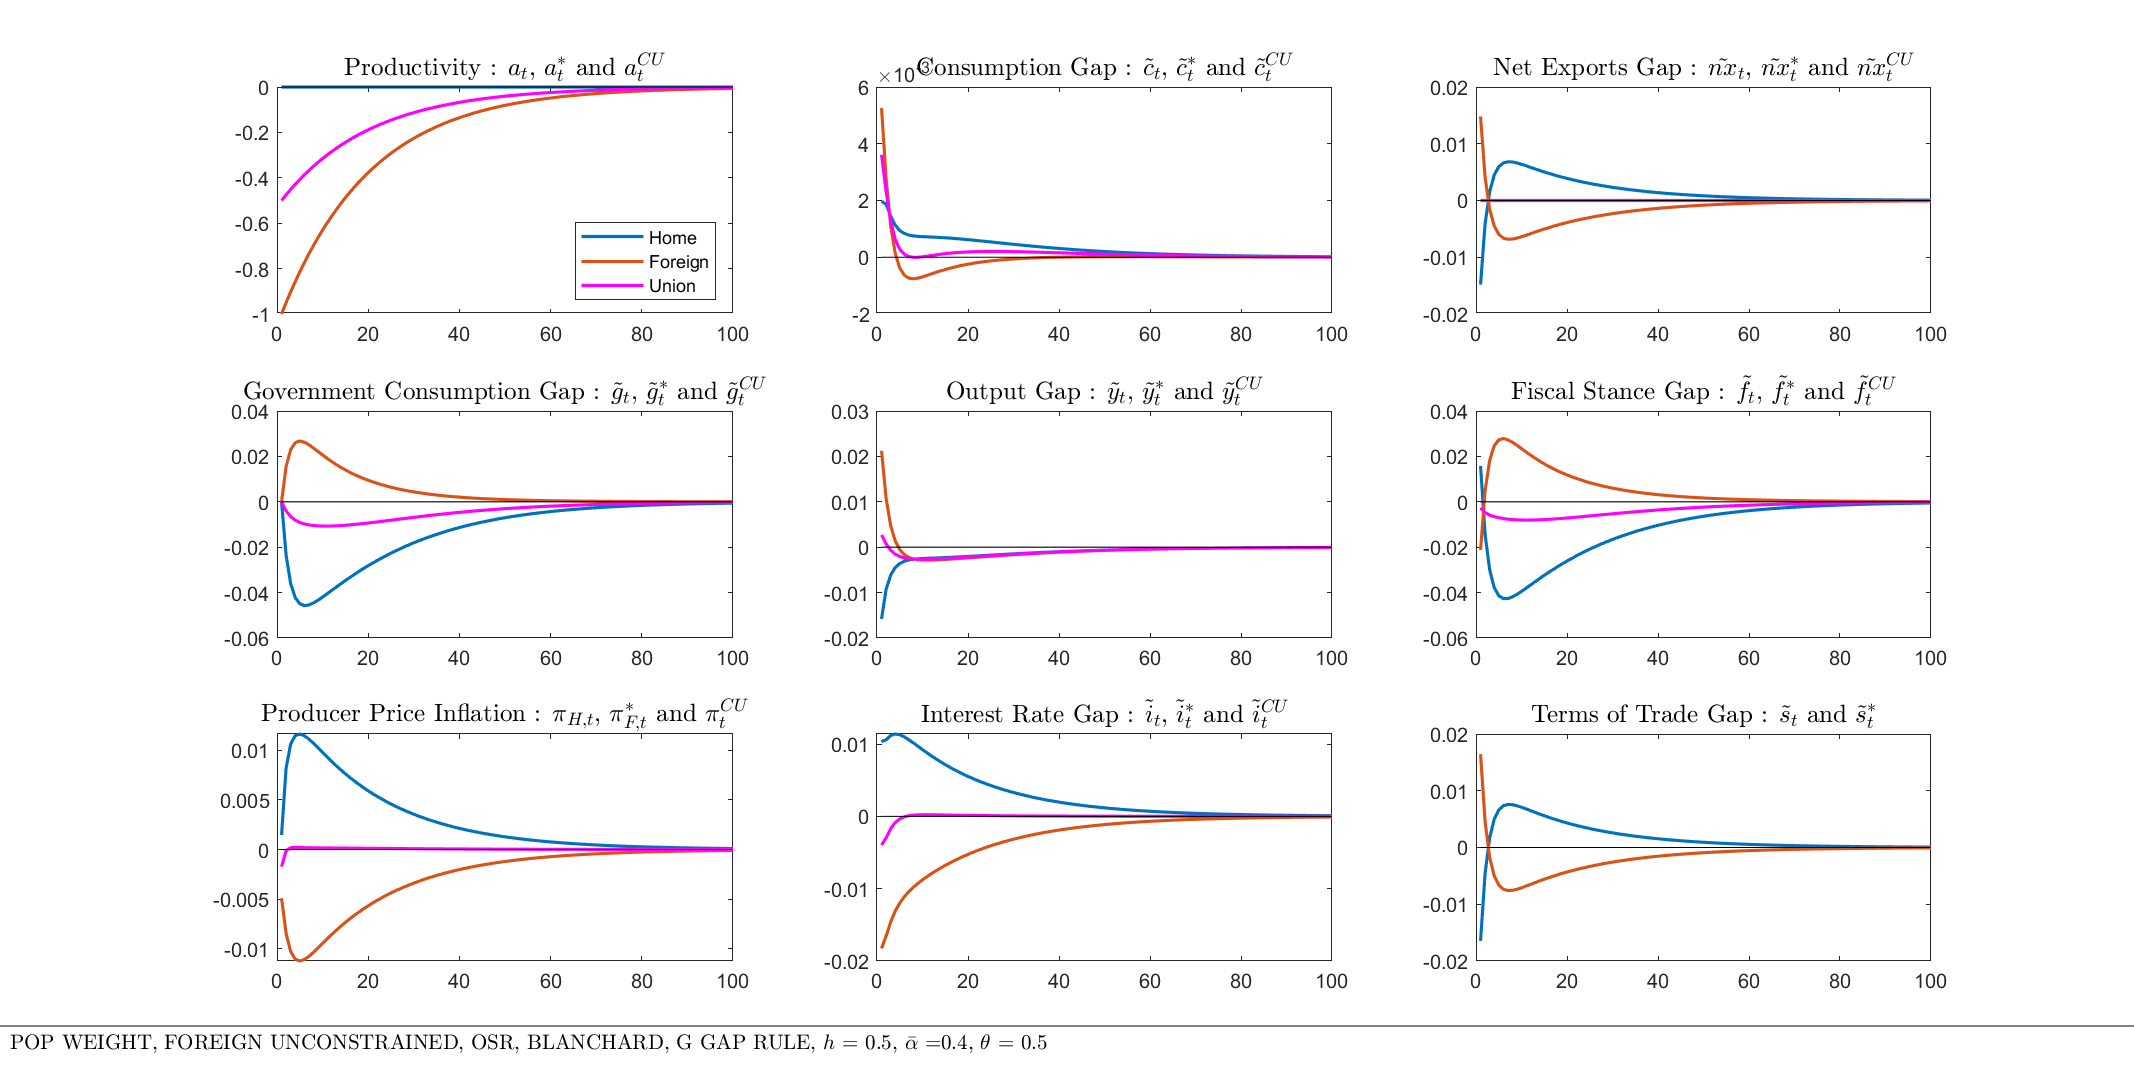 Productivity : a_t, a_t^* and a_t^{CU}
0
-0.2
-0.4
-0.6
-0.8
-1
0 20 40 60 80 100
Home
Foreign
Union
Consumption Gap : c̃_t, c̃_t^* and c̃_t^{CU}
6
4
2
0
-2
0 20 40 60 80 100
Net Exports Gap : ñx_t, ñx_t^* and ñx_t^{CU}
0.02
0.01
0
-0.01
-0.02
0 20 40 60 80 100
Government Consumption Gap : g̃_t, g̃_t^* and g̃_t^{CU}
0.04
0.02
0
-0.02
-0.04
-0.06
0 20 40 60 80 100
Output Gap : ỹ_t, ỹ_t^* and ỹ_t^{CU}
0.03
0.02
0.01
0
-0.01
-0.02
0 20 40 60 80 100
Fiscal Stance Gap : f̃_t, f̃_t^* and f̃_t^{CU}
0.04
0.02
0
-0.02
-0.04
-0.06
0 20 40 60 80 100
Producer Price Inflation : π_{H,t}, π_{F,t}^* and π_t^{CU}
0.01
0.005
0
-0.005
-0.01
0 20 40 60 80 100
Interest Rate Gap : ĩ_t, ĩ_t^* and ĩ_t^{CU}
0.01
0
-0.01
-0.02
0 20 40 60 80 100
Terms of Trade Gap : s̃_t and s̃_t^*
0.02
0.01
0
-0.01
-0.02
0 20 40 60 80 100
POP WEIGHT, FOREIGN UNCONSTRAINED, OSR, BLANCHARD, G GAP RULE, h = 0.5, ᾱ =0.4, θ = 0.5